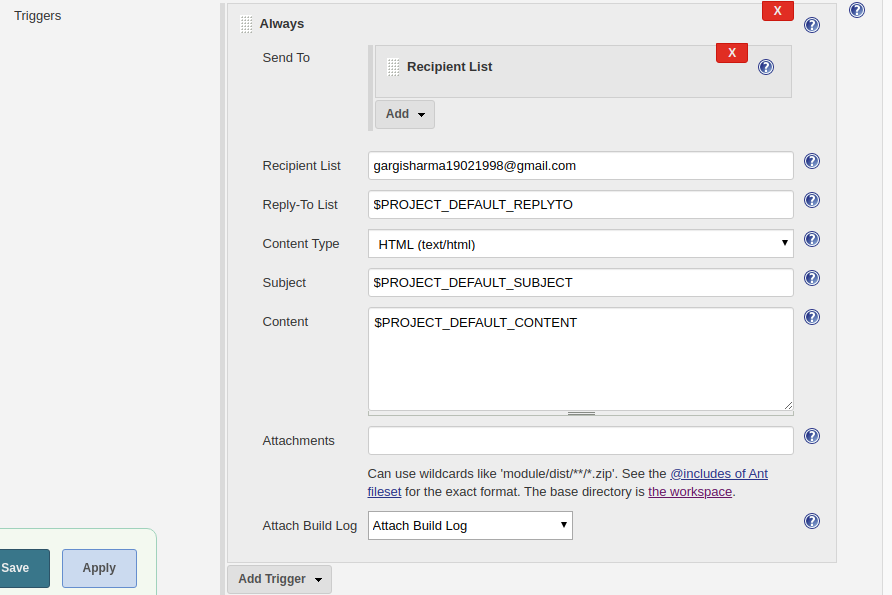 Triggers
Always
X
?
?
Send To
Recipient List
X
?
Add
Recipient List
gargisharma19021998@gmail.com
?
Reply-To List
$PROJECT_DEFAULT_REPLYTO
?
Content Type
HTML (text/html)
?
Subject
$PROJECT_DEFAULT_SUBJECT
?
Content
$PROJECT_DEFAULT_CONTENT
?
Attachments
?
Can use wildcards like 'module/dist/**/*.zip'. See the @includes of Ant
fileset for the exact format. The base directory is the workspace.
Attach Build Log
Attach Build Log
?
Save
Apply
Add Trigger